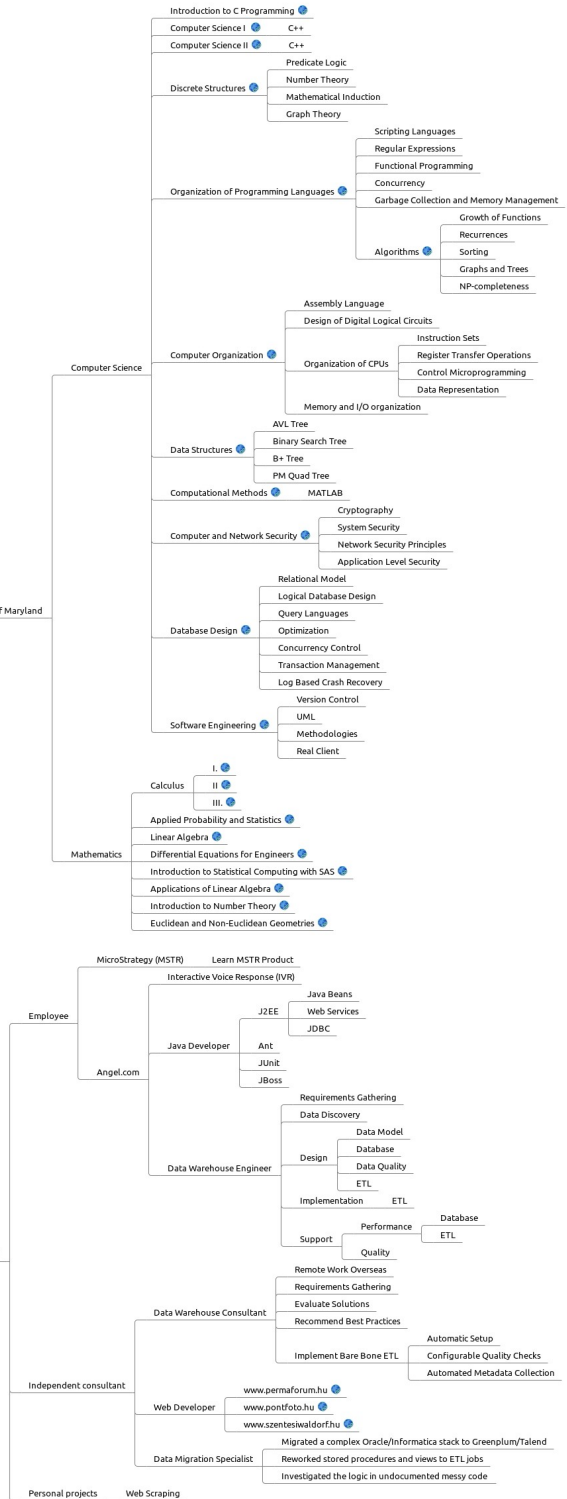 Introduction to C Programming
Computer Science I C++
Computer Science II C++
Predicate Logic
Number Theory
Discrete Structures
Mathematical Induction
Graph Theory
Scripting Languages
Regular Expressions
Functional Programming
Concurrency
Organization of Programming Languages
Garbage Collection and Memory Management
Growth of Functions
Recurrences
Algorithms
Sorting
Graphs and Trees
NP-completeness
Assembly Language
Design of Digital Logical Circuits
Computer Organization
Instruction Sets
Organization of CPUs
Register Transfer Operations
Control Microprogramming
Data Representation
Memory and I/O organization
Computer Science
AVL Tree
Data Structures
Binary Search Tree
B+ Tree
PM Quad Tree
Computational Methods MATLAB
Cryptography
System Security
Computer and Network Security
Network Security Principles
Application Level Security
Relational Model
f Maryland
Logical Database Design
Query Languages
Database Design
Optimization
Concurrency Control
Transaction Management
Log Based Crash Recovery
Version Control
Software Engineering
UML
Methodologies
Real Client
I.
Calculus
II
III.
Applied Probability and Statistics
Linear Algebra
Mathematics
Differential Equations for Engineers
Introduction to Statistical Computing with SAS
Applications of Linear Algebra
Introduction to Number Theory
Euclidean and Non-Euclidean Geometries
MicroStrategy (MSTR) Learn MSTR Product
Employee
Interactive Voice Response (IVR)
Java Beans
J2EE
Web Services
JDBC
Java Developer
Ant
JUnit
JBoss
Angel.com
Requirements Gathering
Data Discovery
Data Model
Design
Database
Data Quality
ETL
Data Warehouse Engineer
Implementation ETL
Database
Performance
ETL
Support
Quality
Remote Work Overseas
Requirements Gathering
Data Warehouse Consultant
Evaluate Solutions
Recommend Best Practices
Automatic Setup
Implement Bare Bone ETL
Configurable Quality Checks
Automated Metadata Collection
Independent consultant
www.permaforum.hu
Web Developer
www.pontfoto.hu
www.szentesiwaldorf.hu
Migrated a complex Oracle/Informatica stack to Greenplum/Talend
Data Migration Specialist
Reworked stored procedures and views to ETL jobs
Investigated the logic in undocumented messy code
Personal projects Web Scraping